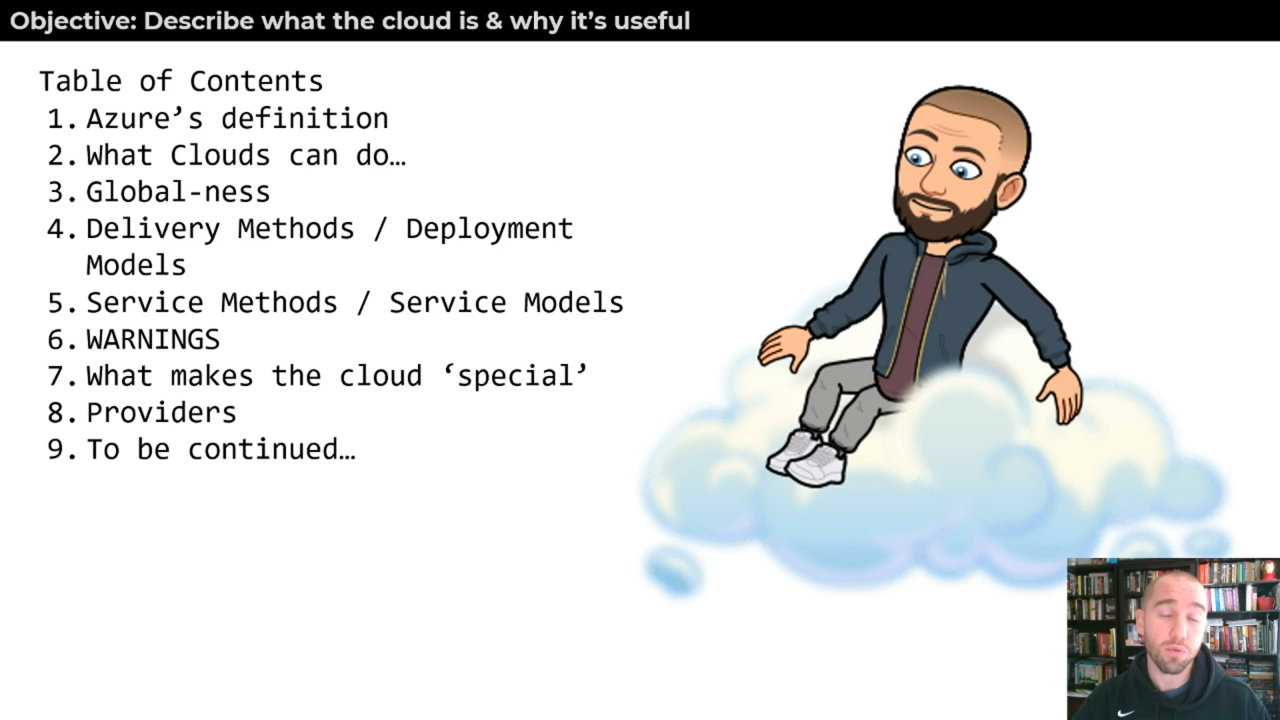 Objective: Describe what the cloud is & why it’s useful
Table of Contents
1. Azure’s definition
2. What Clouds can do…
3. Global-ness
4. Delivery Methods / Deployment
Models
5. Service Methods / Service Models
6. WARNINGS
7. What makes the cloud ‘special’
8. Providers
9. To be continued…